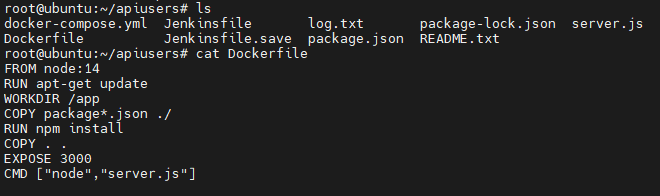 root@ubuntu:~/apiusers# ls
docker-compose.yml  Jenkinsfile       log.txt       package-lock.json  server.js
Dockerfile          Jenkinsfile.save  package.json  README.txt
root@ubuntu:~/apiusers# cat Dockerfile
FROM node:14
RUN apt-get update
WORKDIR /app
COPY package*.json ./
RUN npm install
COPY . .
EXPOSE 3000
CMD ["node","server.js"]